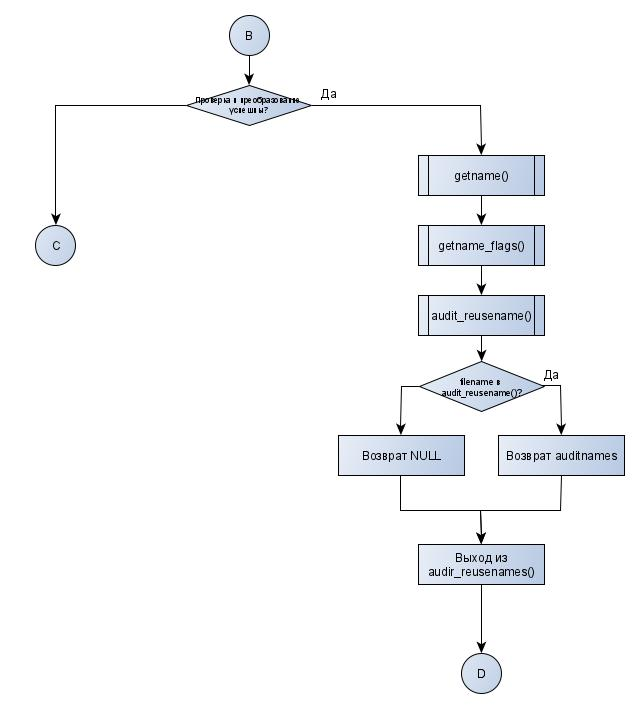 B
Проверка и преобразование
успешны?
Да
getname()
C
getname_flags()
audit_reusename()
filename в
audit_reusename()?
Да
Возврат NULL
Возврат auditnames
Выход из
audir_reusenames()
D